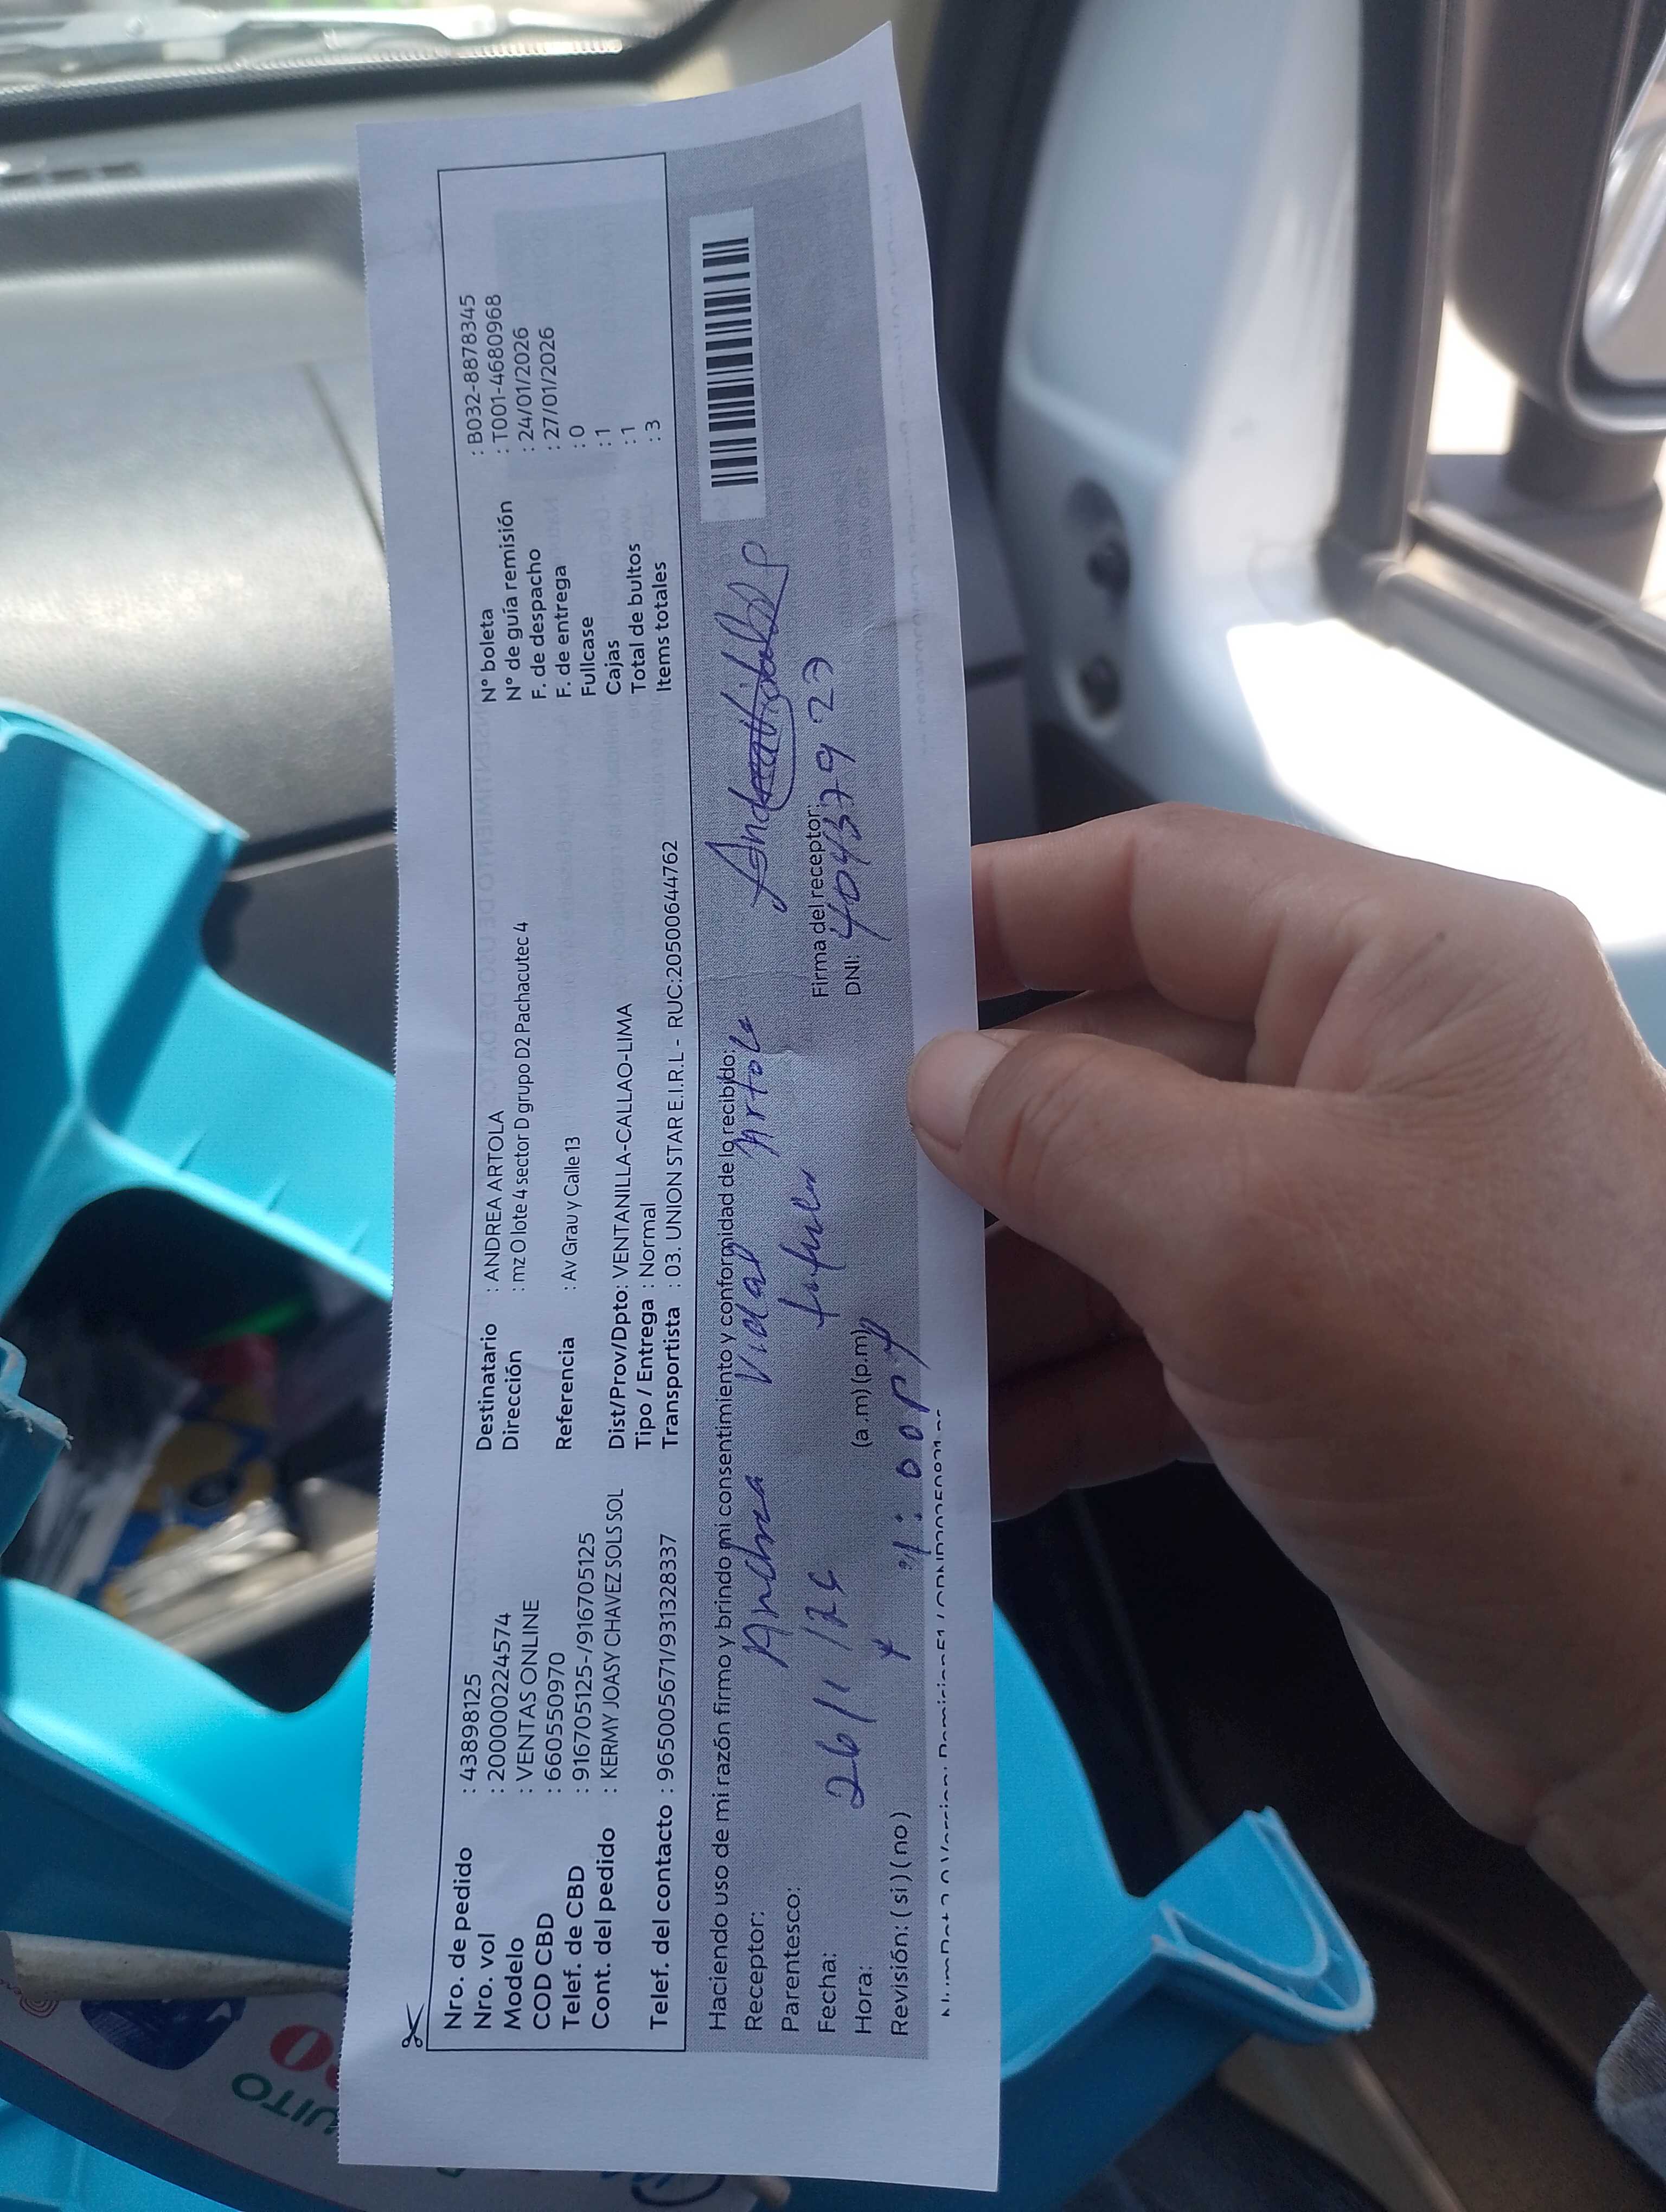 Nro. de pedido : 43898125
Nro. vol : 200000224574
Modelo : VENTAS ONLINE
COD CBD : 660550970
Telef. de CBD : 916705125-/916705125
Cont. del pedido : KERMY JOASY CHAVEZ SOLS SOL
Telef. del contacto : 965005671/931328337
Destinatario : ANDREA ARTOLA
Dirección : mz O lote 4 sector D grupo D2 Pachacutec 4
Referencia : Av Grau y Calle 13
Dist/Prov/Dpto: VENTANILLA-CALLAO-LIMA
Tipo / Entrega : Normal
Transportista : 03. UNION STAR E.I.R.L - RUC:20500644762
N° boleta : B032-8878345
N° de guía remisión : T001-4680968
F. de despacho : 24/01/2026
F. de entrega : 27/01/2026
Fullcase : 0
Cajas : 1
Total de bultos : 1
Items totales : 3
Haciendo uso de mi razón firmo y brindo mi consentimiento y conformidad de lo recibido:
Receptor: Andrea Vidal Artola
Parentesco:
Fecha: 26/1/26
Hora: (a.m) (p.m)
Revisión: ( si ) ( no )
Firma del receptor:
DNI: 40437923
UITO